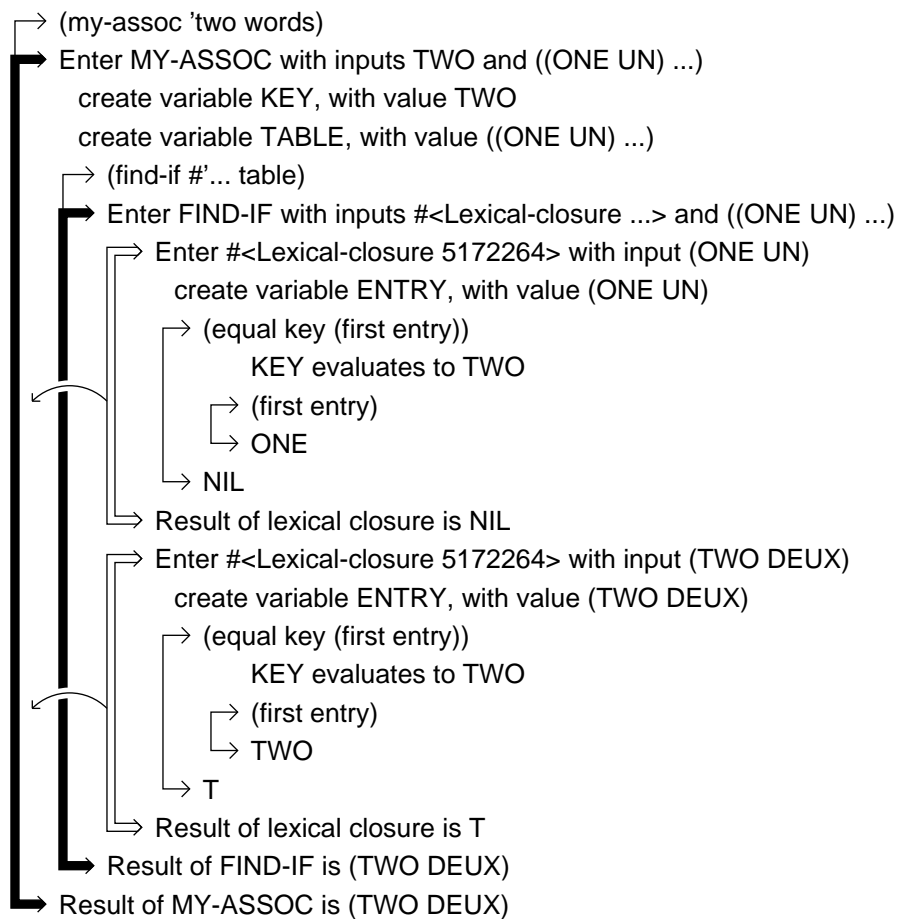 (my-assoc 'two words)
Enter MY-ASSOC with inputs TWO and ((ONE UN) ...)
create variable KEY, with value TWO
create variable TABLE, with value ((ONE UN) ...)
(find-if #'... table)
Enter FIND-IF with inputs #<Lexical-closure ...> and ((ONE UN) ...)
Enter #<Lexical-closure 5172264> with input (ONE UN)
create variable ENTRY, with value (ONE UN)
(equal key (first entry))
KEY evaluates to TWO
(first entry)
ONE
NIL
Result of lexical closure is NIL
Enter #<Lexical-closure 5172264> with input (TWO DEUX)
create variable ENTRY, with value (TWO DEUX)
(equal key (first entry))
KEY evaluates to TWO
(first entry)
TWO
T
Result of lexical closure is T
Result of FIND-IF is (TWO DEUX)
Result of MY-ASSOC is (TWO DEUX)